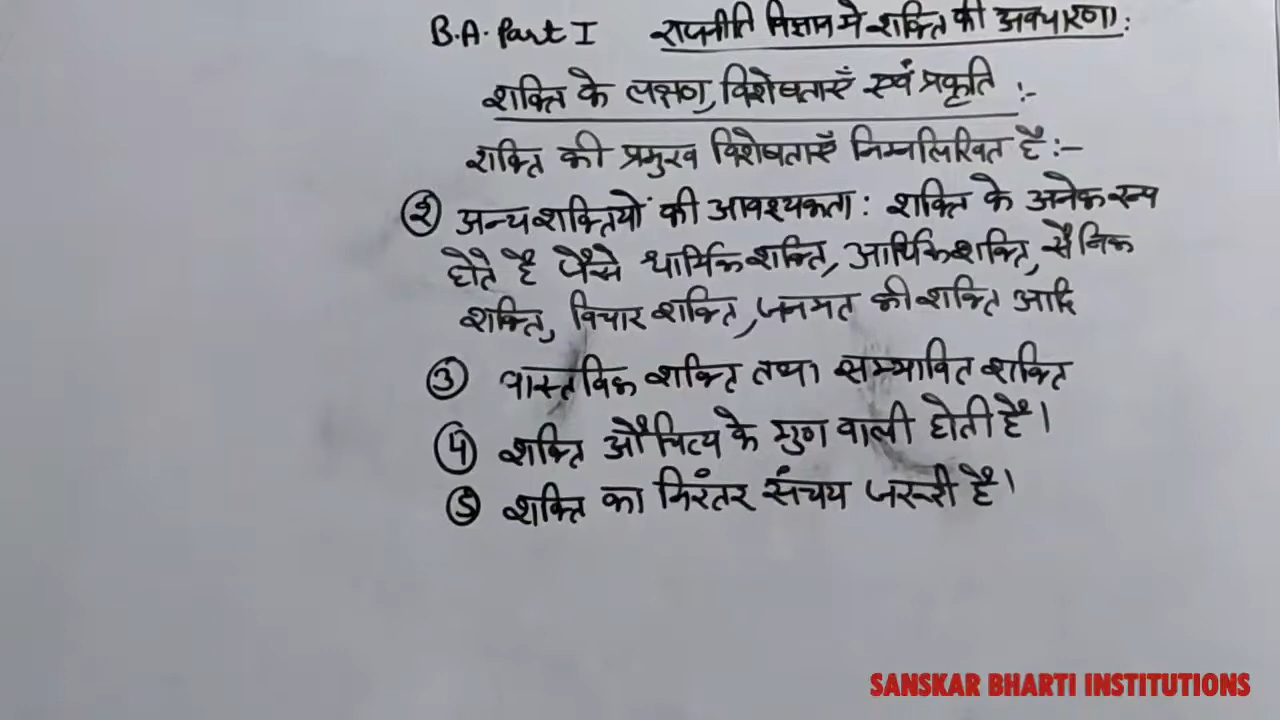 B.A. Part I राजनीति विज्ञान में शक्ति की अवधारणा :
शक्ति के लक्षण, विशेषताएँ एवं प्रकृति :-
शक्ति की प्रमुख विशेषताएँ निम्नलिखित है :-
② अन्य शक्तियों की आवश्यकता : शक्ति के अनेक रूप
होते है जैसे धार्मिक शक्ति, आर्थिक शक्ति, सैनिक
शक्ति, विचार शक्ति, जनमत की शक्ति आदि
③ वास्तविक शक्ति तथा सम्भावित शक्ति
④ शक्ति औचित्य के गुण वाली होती है।
⑤ शक्ति का निरंतर संचय जरूरी है।
SANSKAR BHARTI INSTITUTIONS